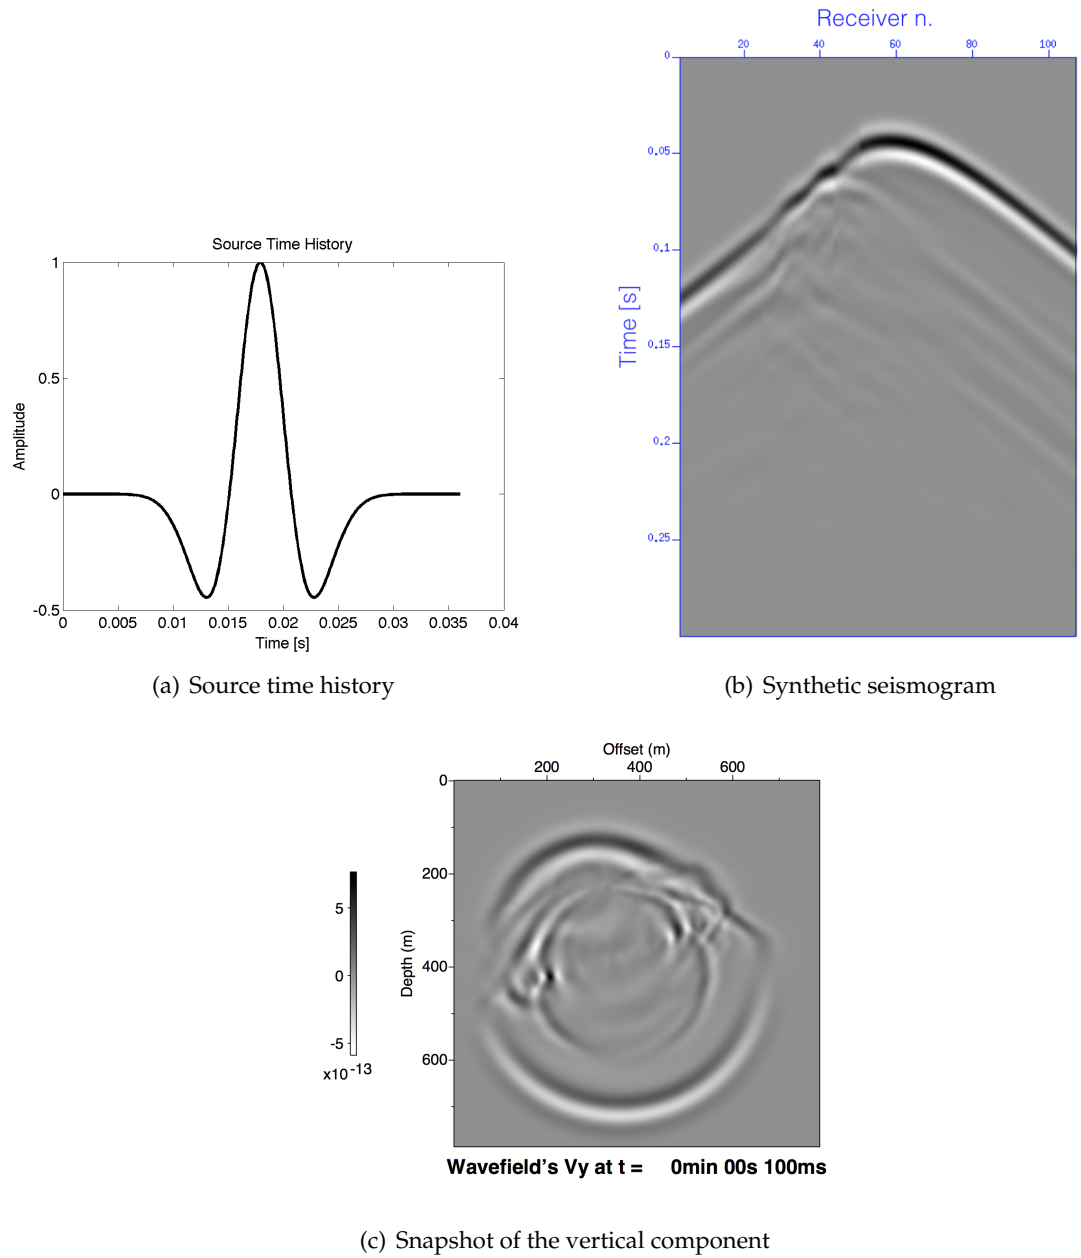 Source Time History
1
0.5
0
-0.5
Amplitude
0 0.005 0.01 0.015 0.02 0.025 0.03 0.035 0.04
Time [s]
(a) Source time history
Receiver n.
20 40 60 80 100
0
0.05
0.1
0.15
0.2
0.25
Time [s]
(b) Synthetic seismogram
Offset (m)
200 400 600
0
200
400
600
Depth (m)
5
0
-5
x10 -13
Wavefield's Vy at t = 0min 00s 100ms
(c) Snapshot of the vertical component